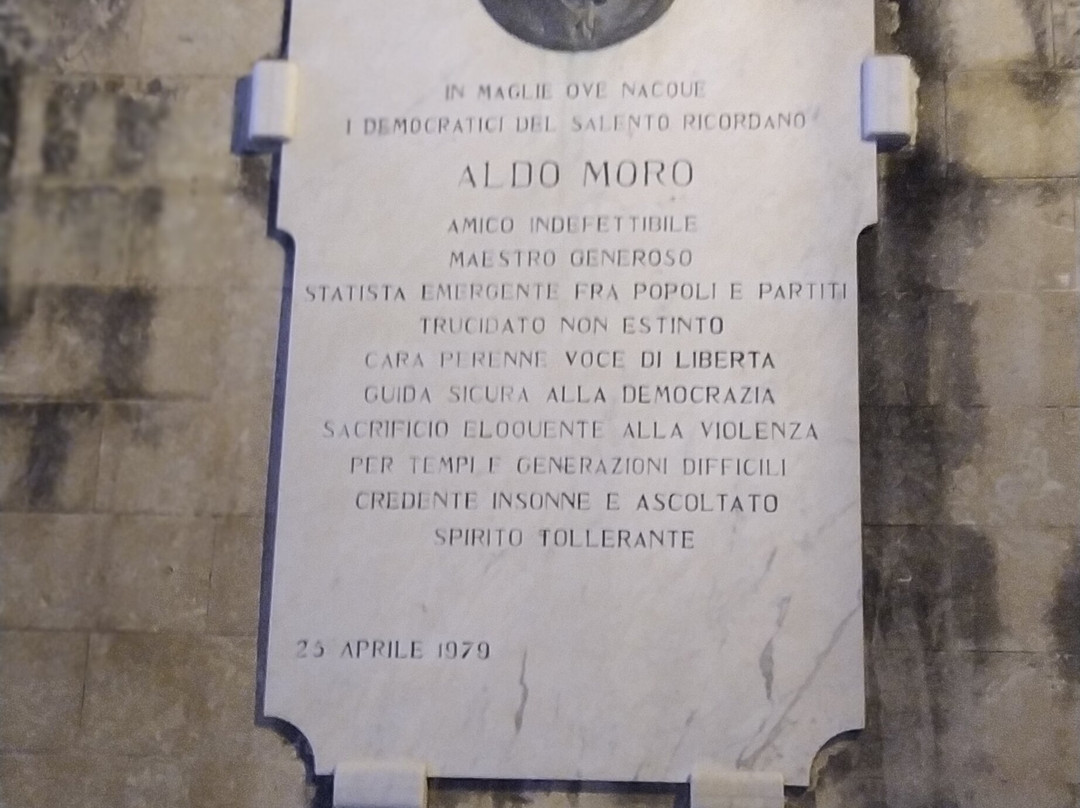 IN MAGLIE OVE NACQUE
I DEMOCRATICI DEL SALENTO RICORDANO
ALDO MORO
AMICO INDEFETTIBILE
MAESTRO GENEROSO
STATISTA EMERGENTE FRA POPOLI E PARTITI
TRUCIDATO NON ESTINTO
CARA PERENNE VOCE DI LIBERTA
GUIDA SICURA ALLA DEMOCRAZIA
SACRIFICIO ELOQUENTE ALLA VIOLENZA
PER TEMPI E GENERAZIONI DIFFICILI
CREDENTE INSONNE E ASCOLTATO
SPIRITO TOLLERANTE
25 APRILE 1979